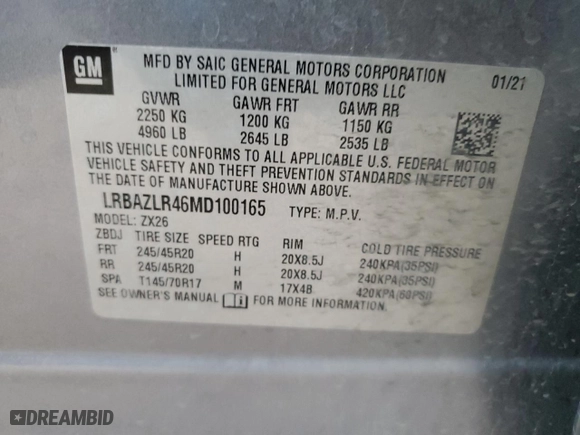 GM
MFD BY SAIC GENERAL MOTORS CORPORATION
LIMITED FOR GENERAL MOTORS LLC
01/21
GVWR GAWR FRT GAWR RR
2250 KG 1200 KG 1150 KG
4960 LB 2645 LB 2535 LB
THIS VEHICLE CONFORMS TO ALL APPLICABLE U.S. FEDERAL MOTOR
VEHICLE SAFETY AND THEFT PREVENTION STANDARDS IN EFFECT ON
THE DATE OF MANUFACTURE SHOWN ABOVE.
LRBAZLR46MD100165 TYPE: M.P.V.
MODEL: ZX26
ZBDJ TIRE SIZE SPEED RTG RIM COLD TIRE PRESSURE
FRT 245/45R20 H 20X8.5J 240KPA(35PSI)
RR 245/45R20 H 20X8.5J 240KPA(35PSI)
SPA T145/70R17 M 17X4B 420KPA(60PSI)
SEE OWNER'S MANUAL FOR MORE INFORMATION
DREAMBID